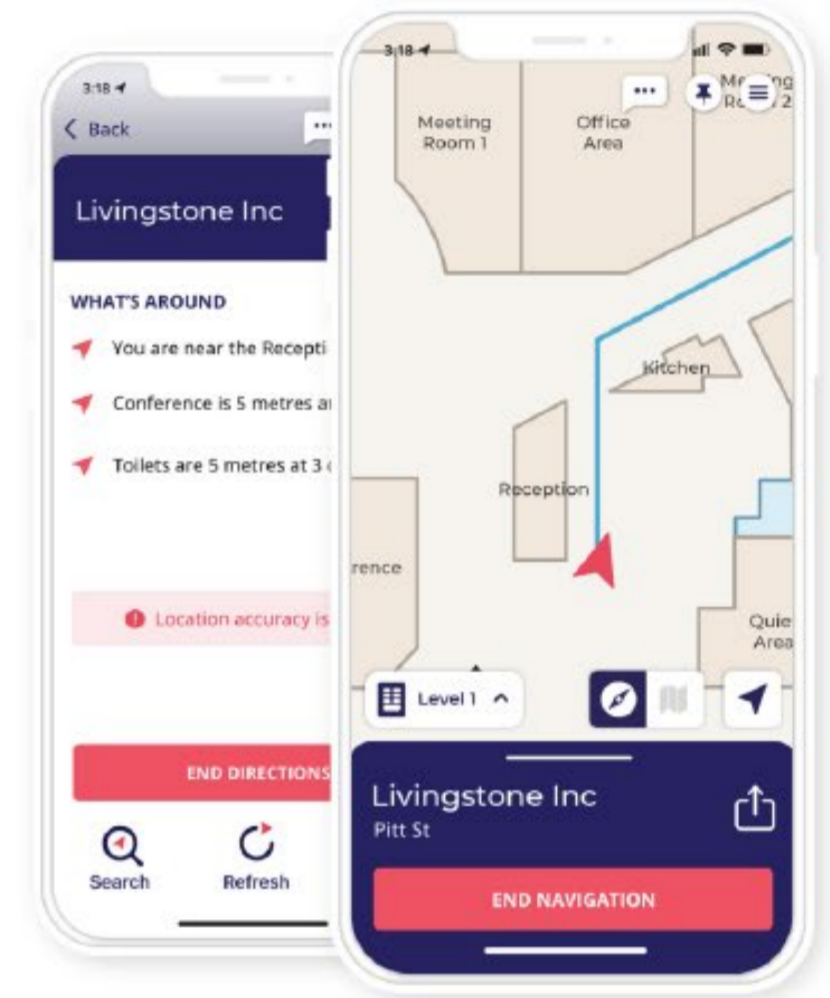 3:18
Back
Livingstone Inc
WHAT'S AROUND
You are near the Recepti
Conference is 5 metres
Toilets are 5 metres at 3
Location accuracy is
END DIRECTIONS
Search
Refresh
3:18
Meeting
Room 1
Office
Area
Kitchen
Reception
rence
Quie
Area
Level 1
Livingstone Inc
Pitt St
END NAVIGATION